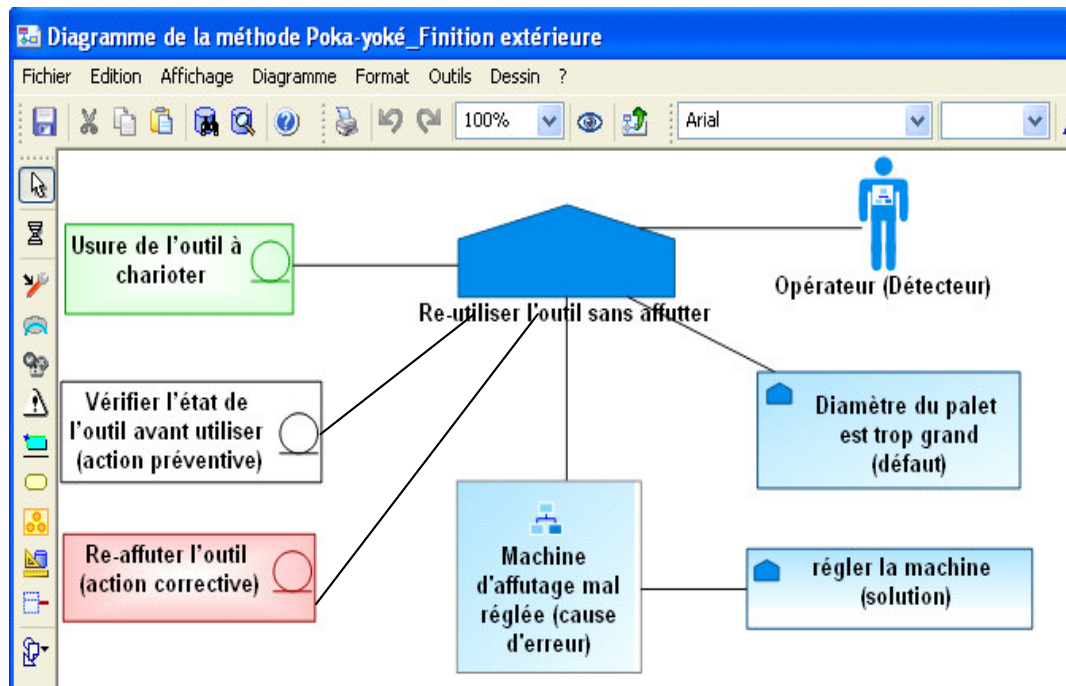 Diagramme de la méthode Poka-yoké_Finition extérieure
Fichier Edition Affichage Diagramme Format Outils Dessin ?
100% Arial
Usure de l'outil à
charioter
Opérateur (Détecteur)
Re-utiliser l'outil sans affutter
Vérifier l'état de
l'outil avant utiliser
(action préventive)
Diamètre du palet
est trop grand
(défaut)
Re-affuter l'outil
(action corrective)
Machine
d'affutage mal
réglée (cause
d'erreur)
régler la machine
(solution)